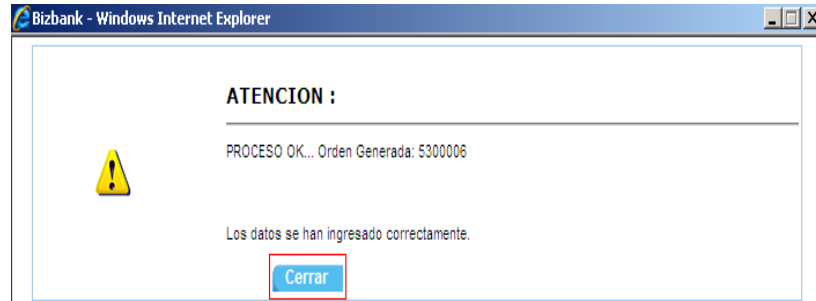 Bizbank - Windows Internet Explorer
ATENCION :
PROCESO OK... Orden Generada: 5300006
Los datos se han ingresado correctamente.
Cerrar